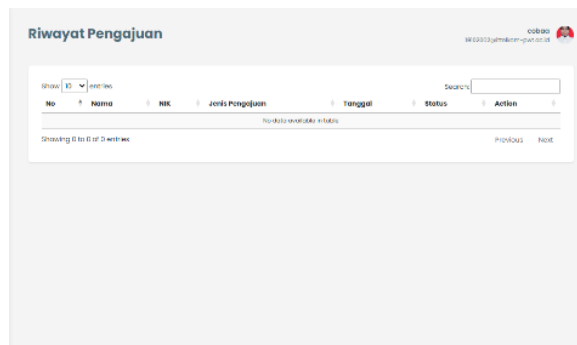 Riwayat Pengajuan
cobaa
Show 10 entries
Search:
No Nama NIK Jenis Pengajuan Tanggal Status Action
No data available in table
Showing 0 to 0 of 0 entries
Previous Next